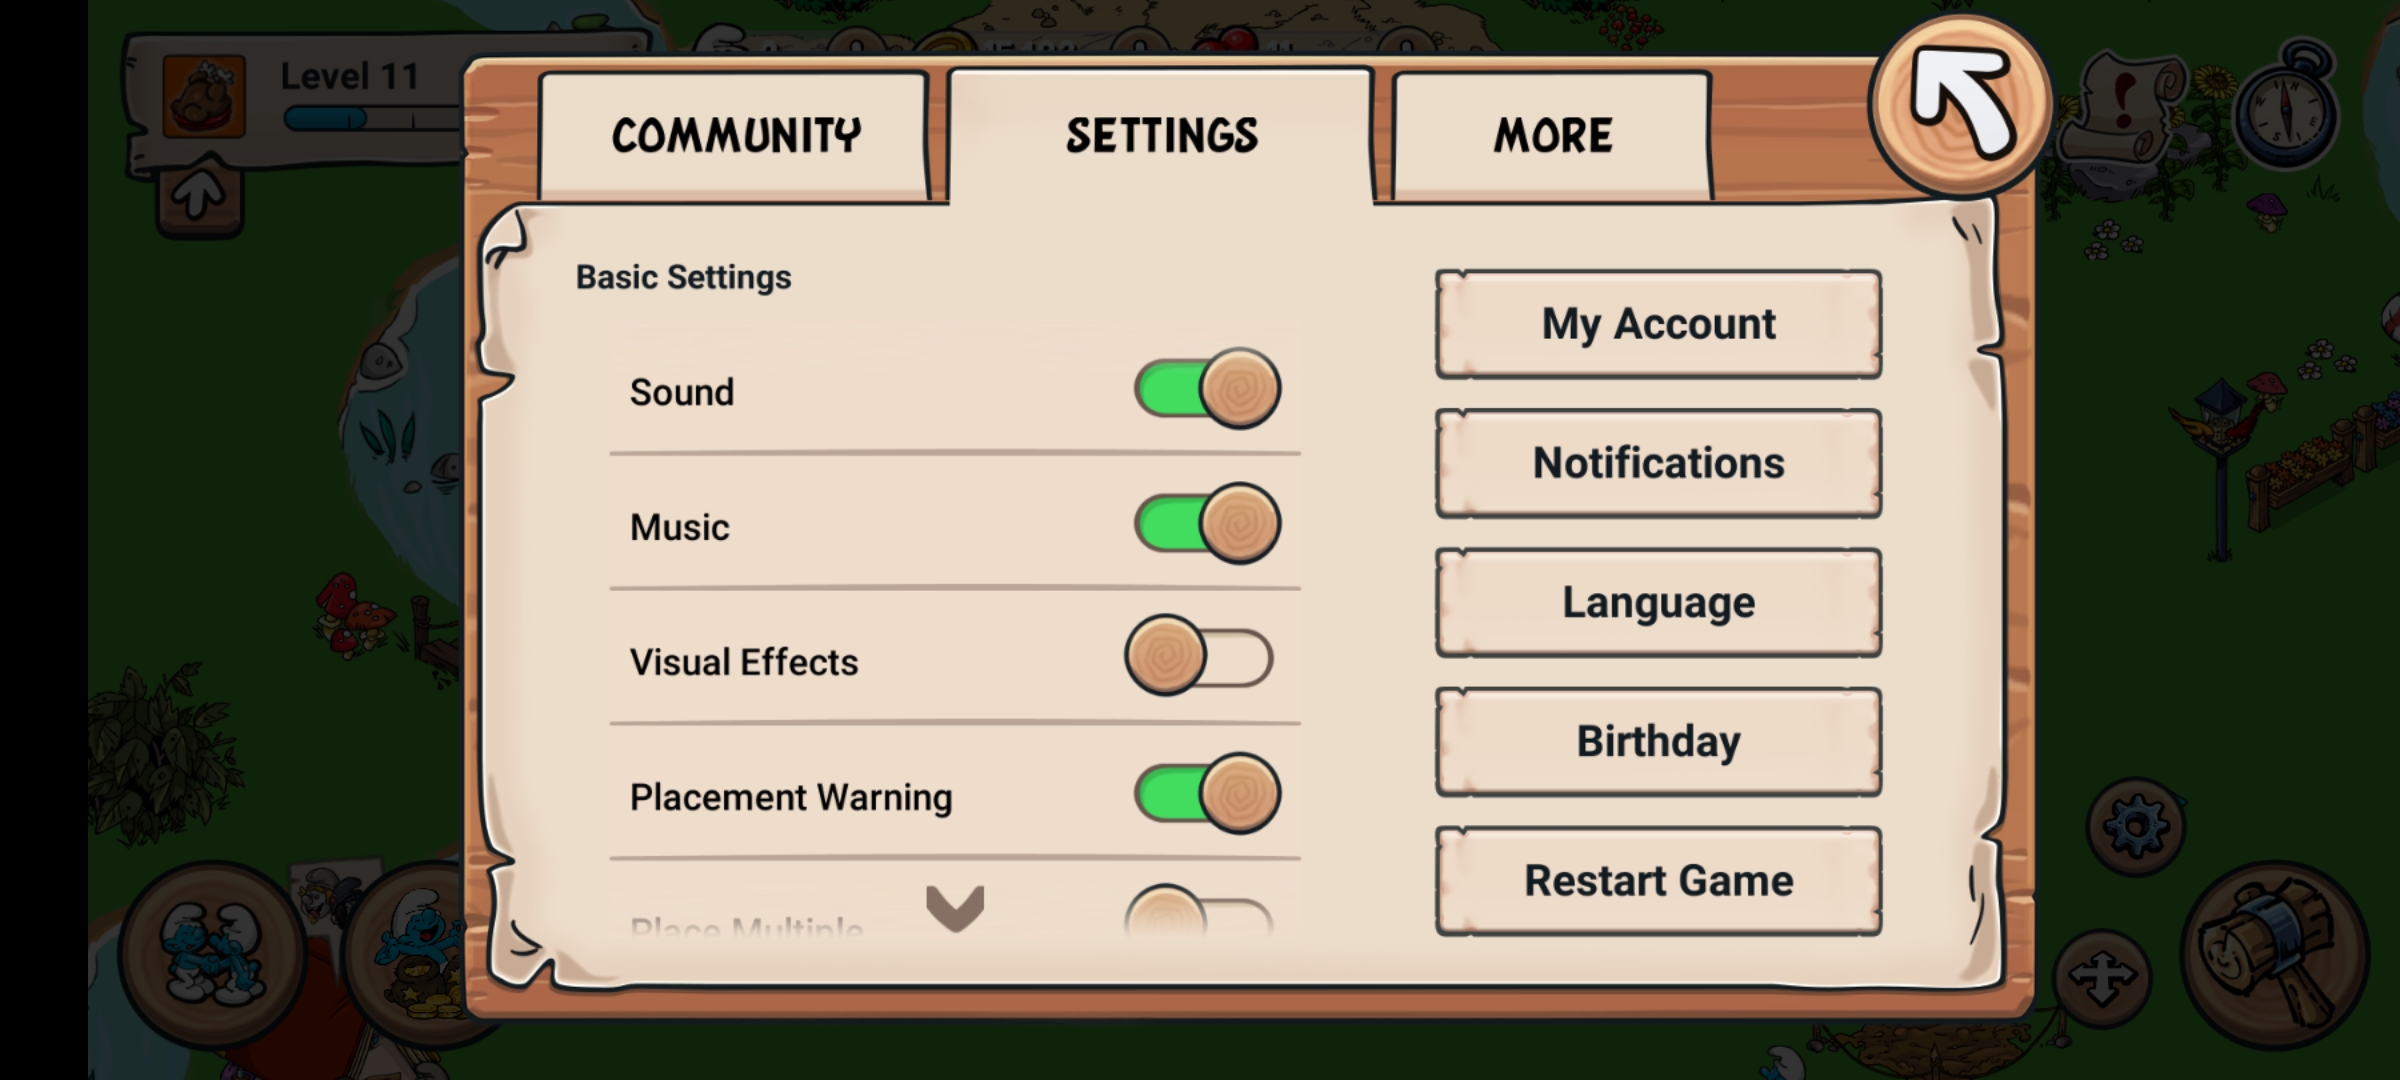 Level 11
COMMUNITY
SETTINGS
MORE
Basic Settings
Sound
Music
Visual Effects
Placement Warning
Place Multiple
My Account
Notifications
Language
Birthday
Restart Game